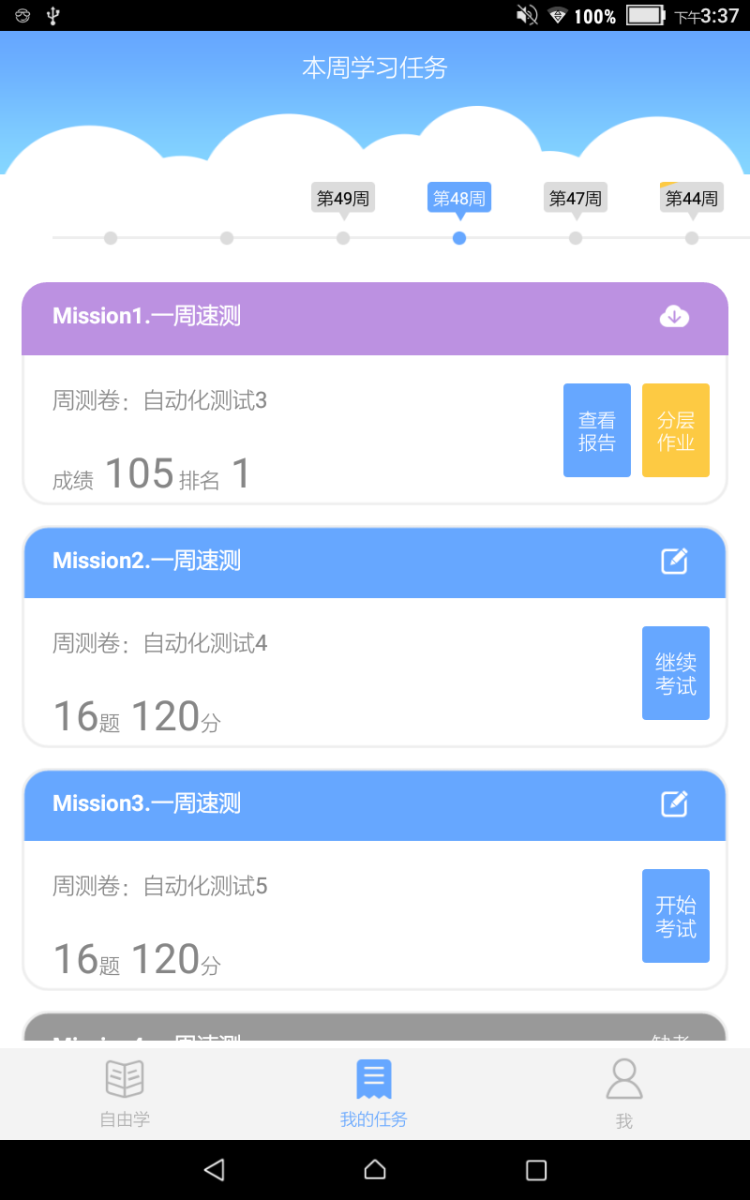 100% 下午3:37
本周学习任务
第49周 第48周 第47周 第44周
Mission1.一周速测
周测卷：自动化测试3
查看
报告
分层
作业
成绩 105 排名 1
Mission2.一周速测
周测卷：自动化测试4
继续
考试
16题 120分
Mission3.一周速测
周测卷：自动化测试5
开始
考试
16题 120分
自由学 我的任务 我